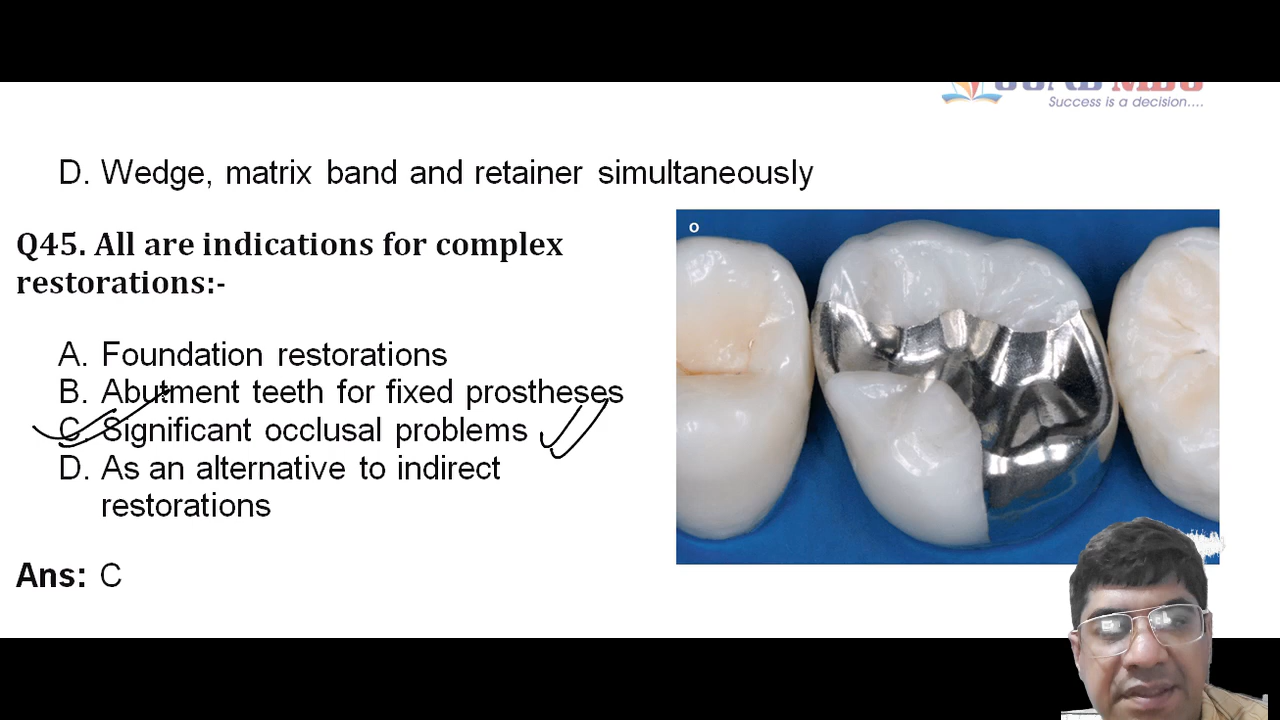 Success is a decision....
D. Wedge, matrix band and retainer simultaneously
Q45. All are indications for complex
restorations:-
A. Foundation restorations
B. Abutment teeth for fixed prostheses
C. Significant occlusal problems
D. As an alternative to indirect
restorations
Ans: C
O